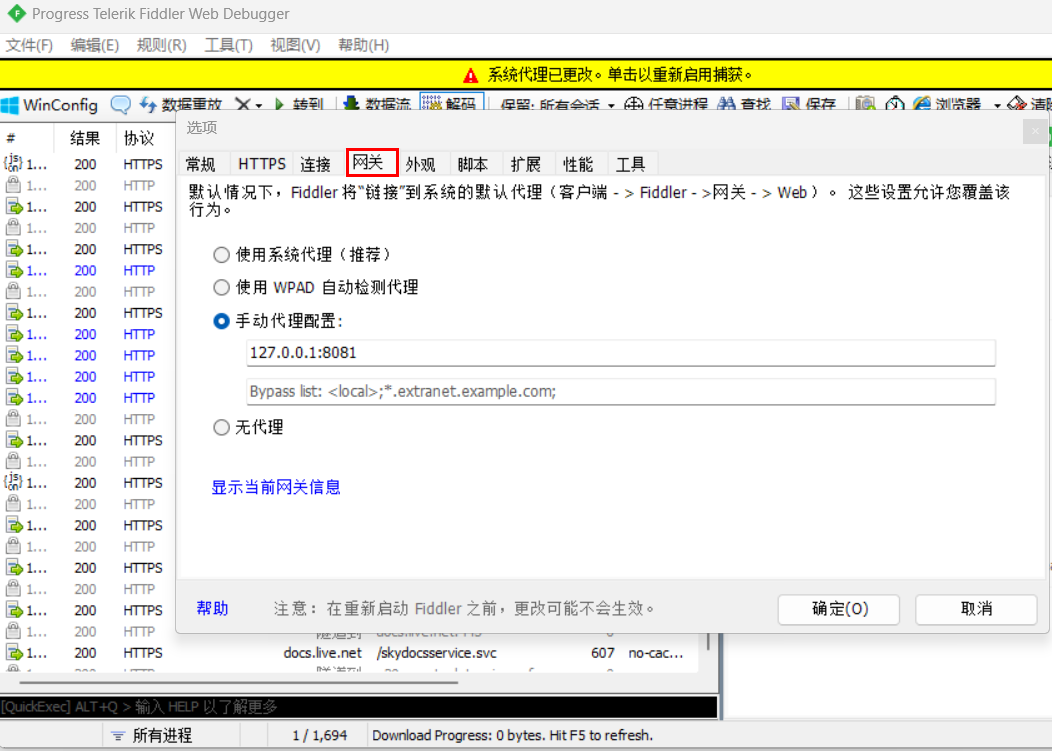 Progress Telerik Fiddler Web Debugger
文件(F) 编辑(E) 规则(R) 工具(T) 视图(V) 帮助(H)
系统代理已更改。单击以重新启用捕获。
WinConfig 数据重放 转到 数据流 解码 保留: 所有会话 任意进程 查找 保存 浏览器 清除
# 结果 协议
选项
常规 HTTPS 连接 网关 外观 脚本 扩展 性能 工具
默认情况下，Fiddler 将“链接”到系统的默认代理（客户端 - > Fiddler - >网关 - > Web ）。 这些设置允许您覆盖该
行为。
使用系统代理（推荐）
使用 WPAD 自动检测代理
手动代理配置:
127.0.0.1:8081
Bypass list: <local>;*.extranet.example.com;
无代理
显示当前网关信息
帮助 注意： 在重新启动 Fiddler 之前，更改可能不会生效。 确定(O) 取消
1... 200 HTTPS
1... 200 HTTP
1... 200 HTTPS
1... 200 HTTP
1... 200 HTTPS
1... 200 HTTP
1... 200 HTTP
1... 200 HTTPS
1... 200 HTTP
1... 200 HTTP
1... 200 HTTP
1... 200 HTTP
1... 200 HTTP
1... 200 HTTPS
1... 200 HTTP
1... 200 HTTPS
1... 200 HTTP
1... 200 HTTPS
1... 200 HTTP
1... 200 HTTPS
1... 200 HTTP
1... 200 HTTPS
1... 200 HTTP
1... 200 HTTPS docs.live.net /skydocsservice.svc 607 no-cac...
[QuickExec] ALT+Q > 输入 HELP 以了解更多
所有进程 1 / 1,694 Download Progress: 0 bytes. Hit F5 to refresh.